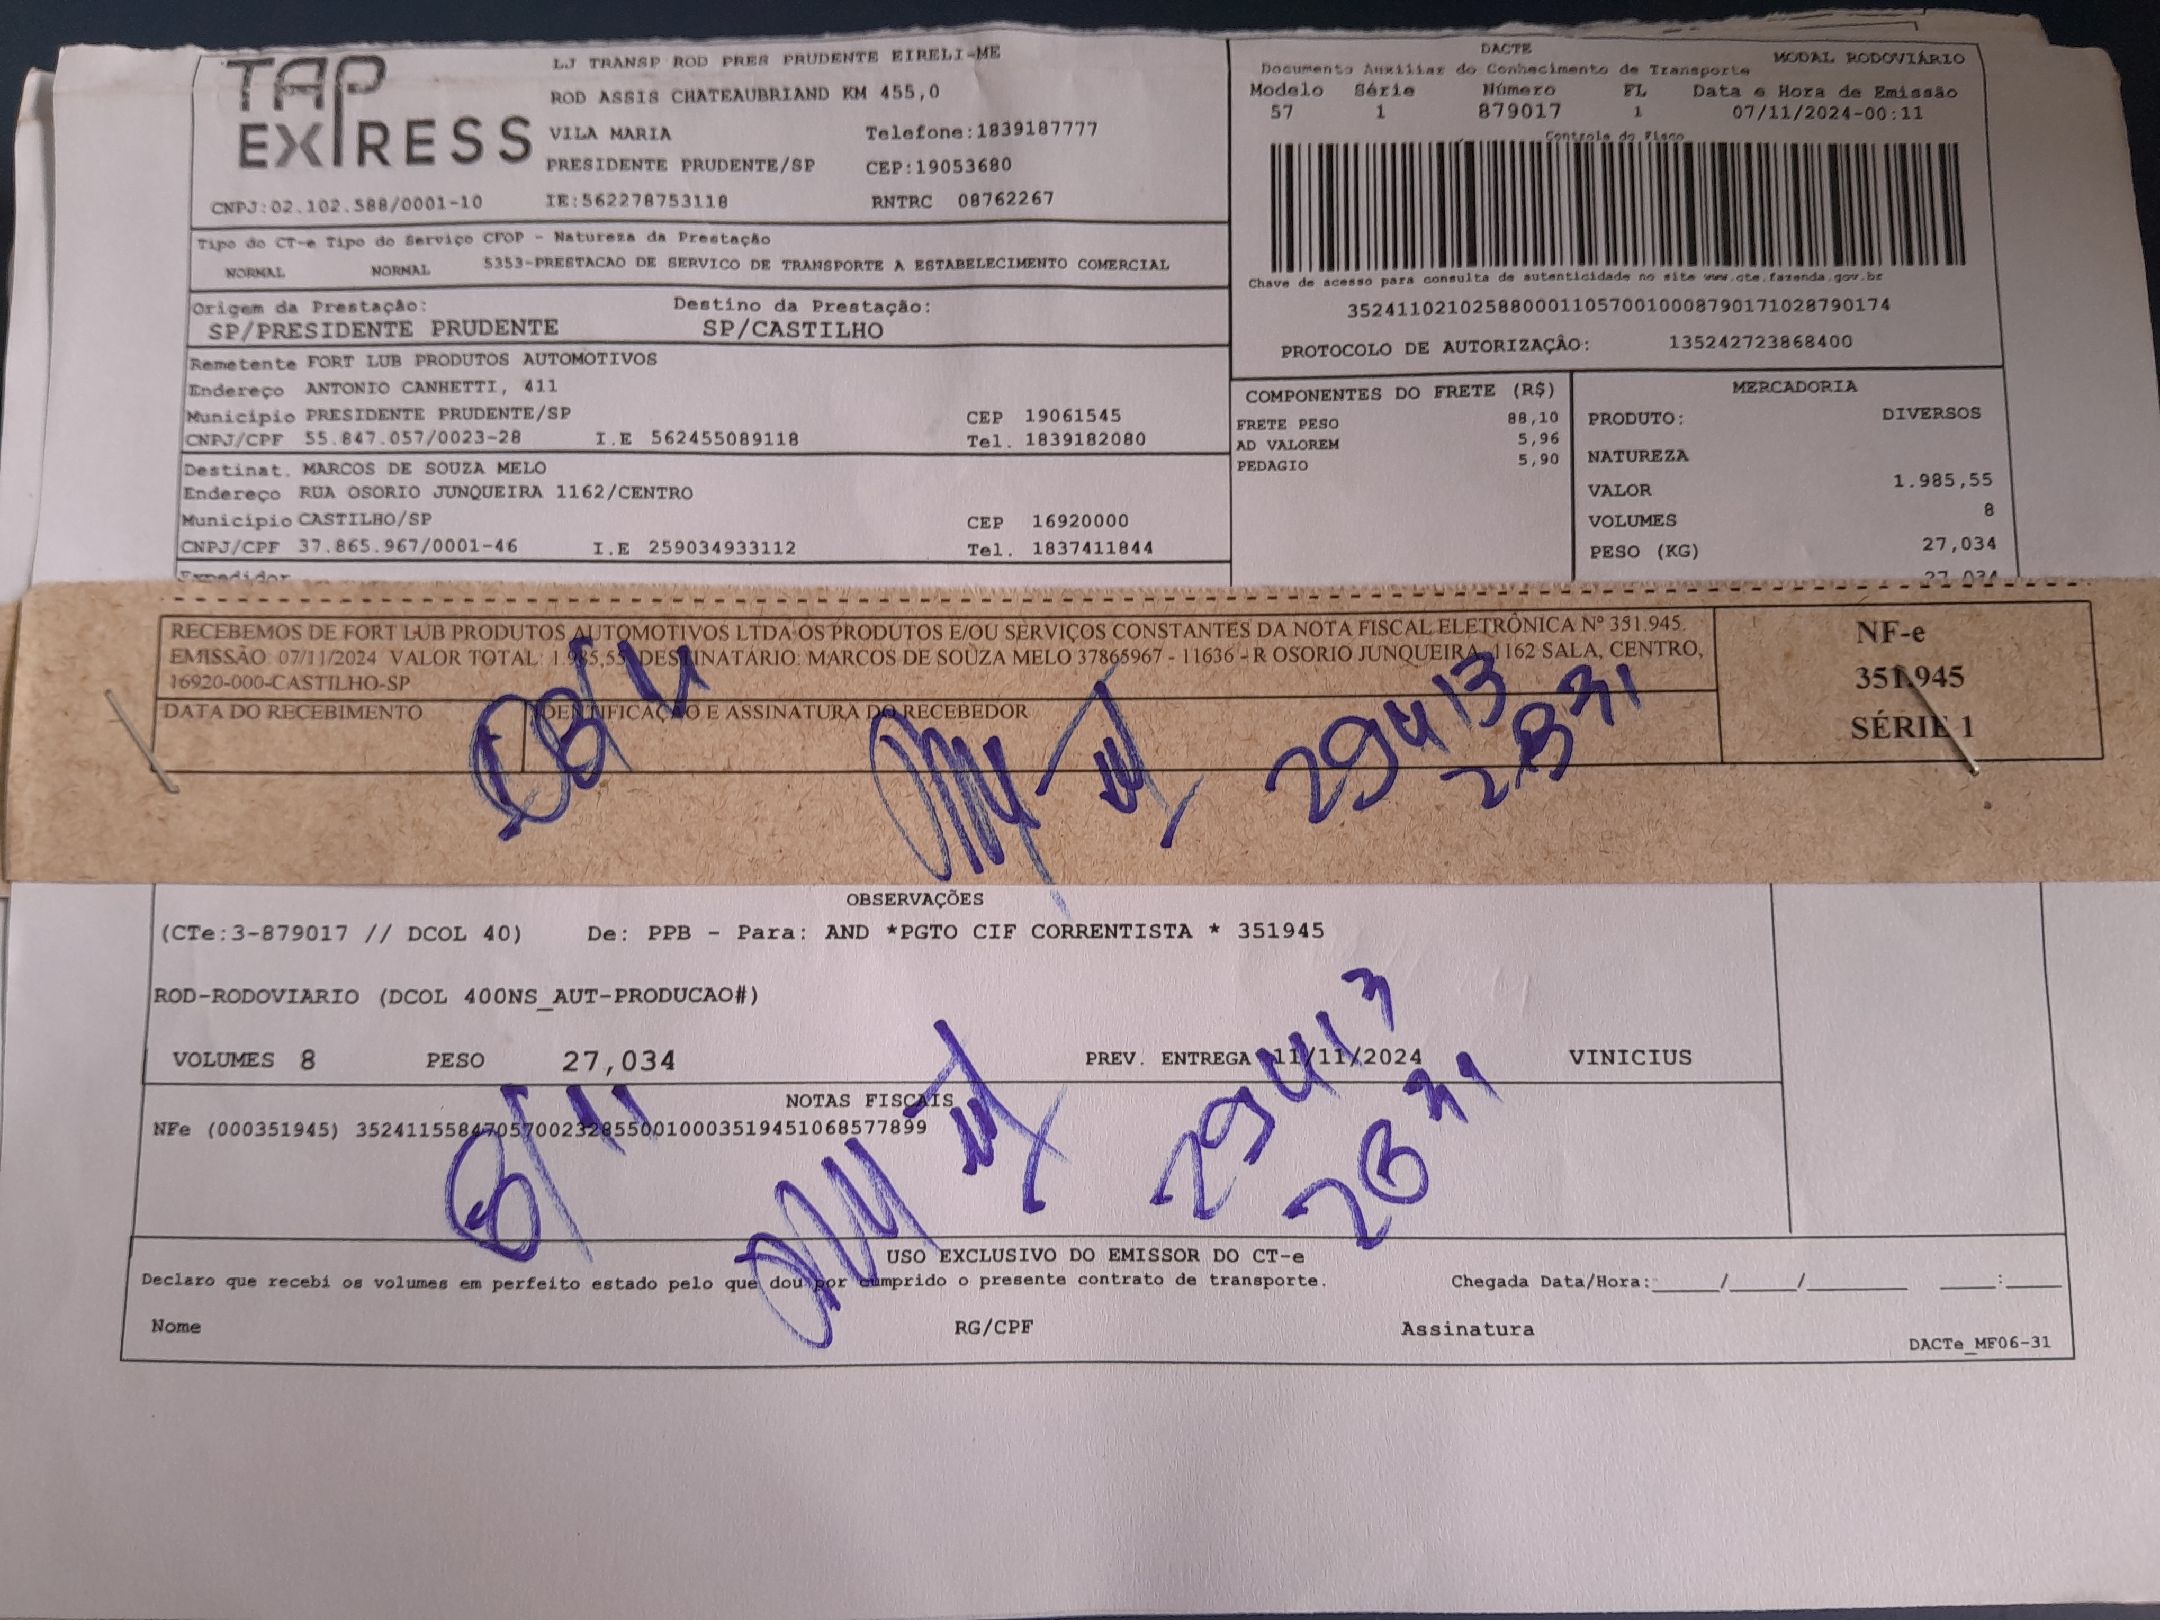 TAP EXPRESS
LJ TRANSP ROD PRES PRUDENTE EIRELI-ME
ROD ASSIS CHATEAUBRIAND KM 455,0
VILA MARIA Telefone:1839187777
PRESIDENTE PRUDENTE/SP CEP:19053680
CNPJ:02.102.588/0001-10 IE:562278753118 RNTRC 08762267
DACTE MODAL RODOVIÁRIO
Documento Auxiliar do Conhecimento de Transporte
Modelo Série Número FL Data e Hora de Emissão
57 1 879017 1 07/11/2024-00:11
Controle do Fisco
Chave de acesso para consulta de autenticidade no site www.cte.fazenda.gov.br
35241102102588000110570010008790171028790174
PROTOCOLO DE AUTORIZAÇÃO: 135242723868400
Tipo do CT-e Tipo do Serviço CFOP - Natureza da Prestação
NORMAL NORMAL 5353-PRESTACAO DE SERVICO DE TRANSPORTE A ESTABELECIMENTO COMERCIAL
Origem da Prestação: Destino da Prestação:
SP/PRESIDENTE PRUDENTE SP/CASTILHO
Remetente FORT LUB PRODUTOS AUTOMOTIVOS
Endereço ANTONIO CANHETTI, 411
Município PRESIDENTE PRUDENTE/SP CEP 19061545
CNPJ/CPF 55.847.057/0023-28 I.E 562455089118 Tel. 1839182080
Destinat. MARCOS DE SOUZA MELO
Endereço RUA OSORIO JUNQUEIRA 1162/CENTRO
Município CASTILHO/SP CEP 16920000
CNPJ/CPF 37.865.967/0001-46 I.E 259034933112 Tel. 1837411844
Expedidor
COMPONENTES DO FRETE (R$)
FRETE PESO 88,10
AD VALOREM 5,96
PEDAGIO 5,90
MERCADORIA
PRODUTO: DIVERSOS
NATUREZA
VALOR 1.985,55
VOLUMES 8
PESO (KG) 27,034
27,034
RECEBEMOS DE FORT LUB PRODUTOS AUTOMOTIVOS LTDA OS PRODUTOS E/OU SERVIÇOS CONSTANTES DA NOTA FISCAL ELETRÔNICA Nº 351.945.
EMISSÃO: 07/11/2024 VALOR TOTAL: 1.985,55 DESTINATÁRIO: MARCOS DE SOUZA MELO 37865967 - 11636 - R OSORIO JUNQUEIRA, 1162 SALA, CENTRO,
16920-000-CASTILHO-SP
DATA DO RECEBIMENTO IDENTIFICAÇÃO E ASSINATURA DO RECEBEDOR
NF-e
351.945
SÉRIE 1
08/11
29413
2831
OBSERVAÇÕES
(CTe:3-879017 // DCOL 40) De: PPB - Para: AND *PGTO CIF CORRENTISTA * 351945
ROD-RODOVIARIO (DCOL 400NS_AUT-PRODUCAO#)
VOLUMES 8 PESO 27,034 PREV. ENTREGA 11/11/2024 VINICIUS
NOTAS FISCAIS
NFe (000351945) 35241155847057002328550010003519451068577899
8/11
USO EXCLUSIVO DO EMISSOR DO CT-e
Declaro que recebi os volumes em perfeito estado pelo que dou por cumprido o presente contrato de transporte. Chegada Data/Hora:_____/_____/_______ ____:____
Nome RG/CPF Assinatura
DACTe_MF06-31